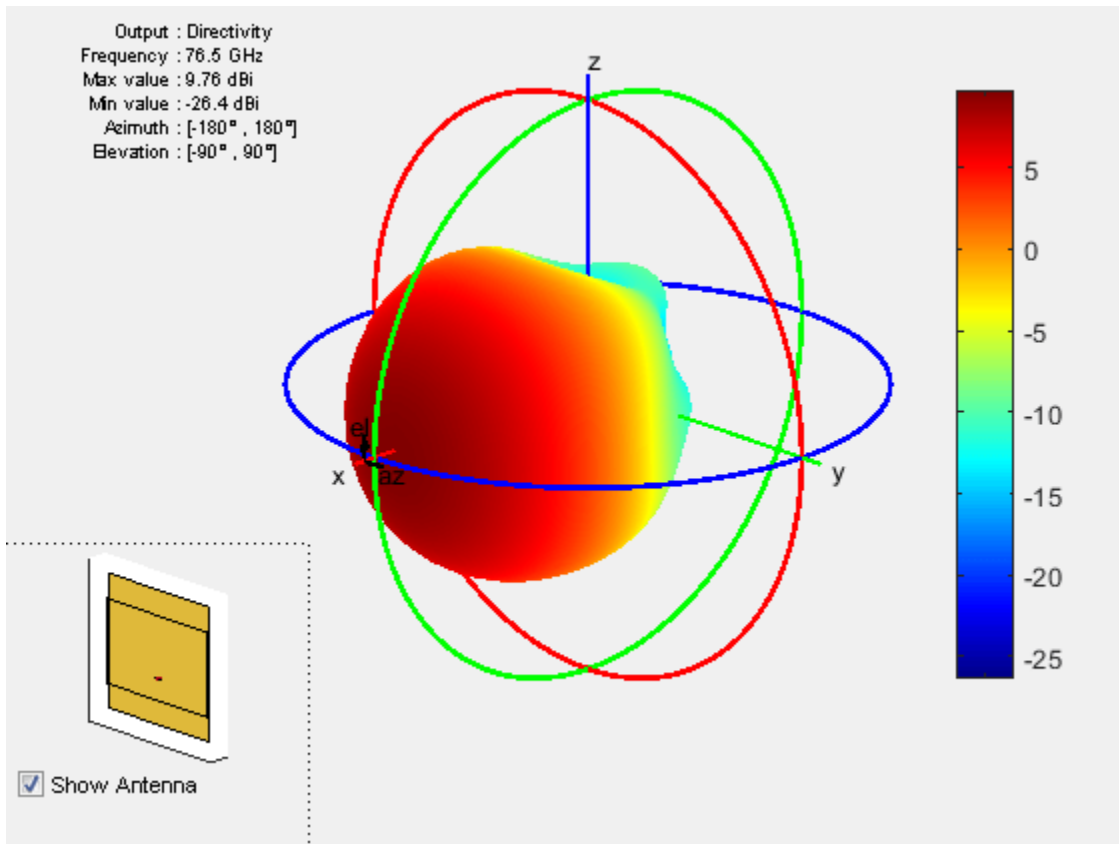 Output : Directivity
Frequency : 76.5 GHz
Max value : 9.76 dBi
Min value : -26.4 dBi
Azimuth : [-180° , 180°]
Elevation : [-90° , 90°]
z
5
0
-5
-10
-15
-20
-25
el
x
az
y
Show Antenna